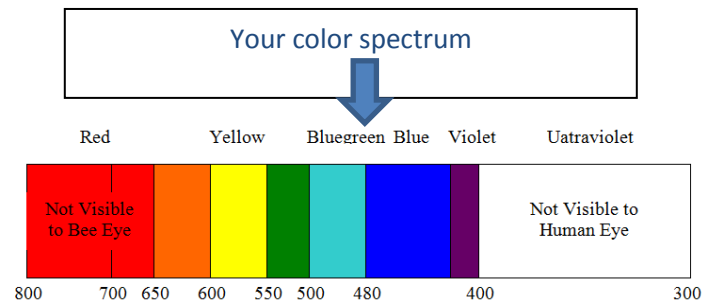 Your color spectrum
Red Yellow Bluegreen Blue Violet Uatraviolet
Not Visible
to Bee Eye
Not Visible to
Human Eye
800 700 650 600 550 500 480 400 300